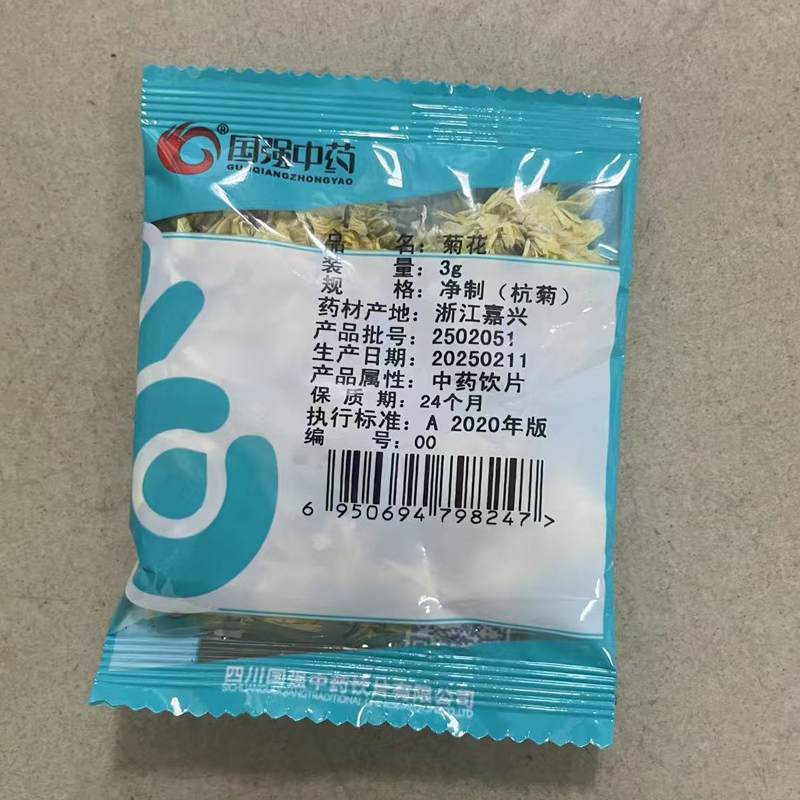 国强中药
GUOQIANGZHONGYAO
品 名：菊花
装 量：3g
规 格：净制（杭菊）
药材产地：浙江嘉兴
产品批号：2502051
生产日期：20250211
产品属性：中药饮片
保 质 期：24个月
执行标准：A 2020年版
编 号：00
6 950694 798247 >
四川国强中药饮片有限公司